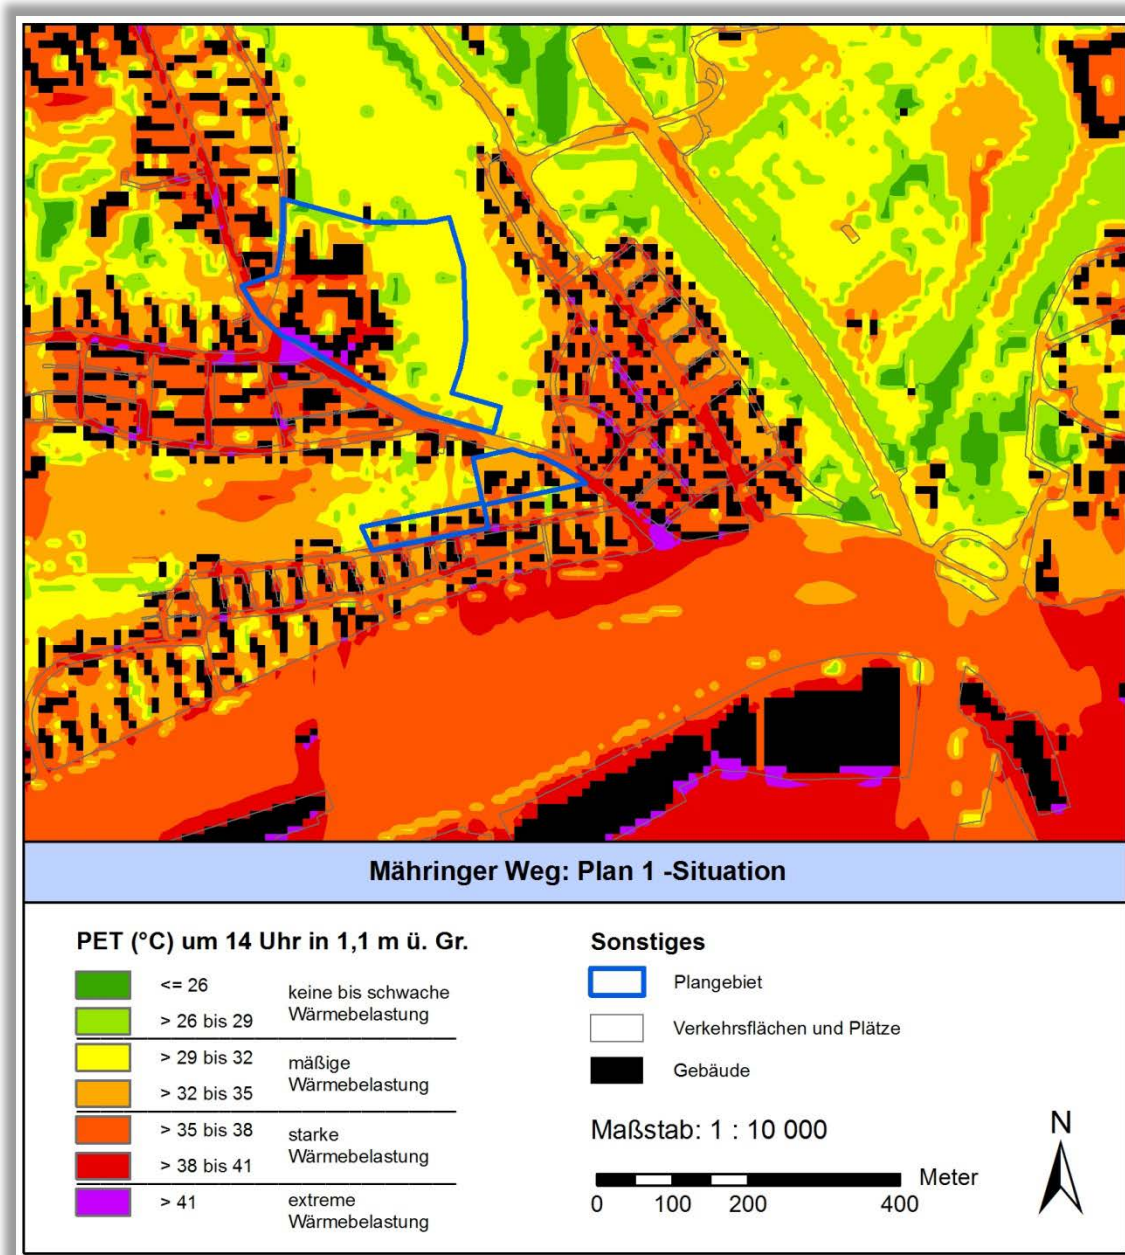 Mähringer Weg: Plan 1 -Situation
PET (°C) um 14 Uhr in 1,1 m ü. Gr.
<= 26
> 26 bis 29
keine bis schwache
Wärmebelastung
> 29 bis 32
> 32 bis 35
mäßige
Wärmebelastung
> 35 bis 38
> 38 bis 41
starke
Wärmebelastung
> 41
extreme
Wärmebelastung
Sonstiges
Plangebiet
Verkehrsflächen und Plätze
Gebäude
Maßstab: 1 : 10 000
Meter
0 100 200 400
N